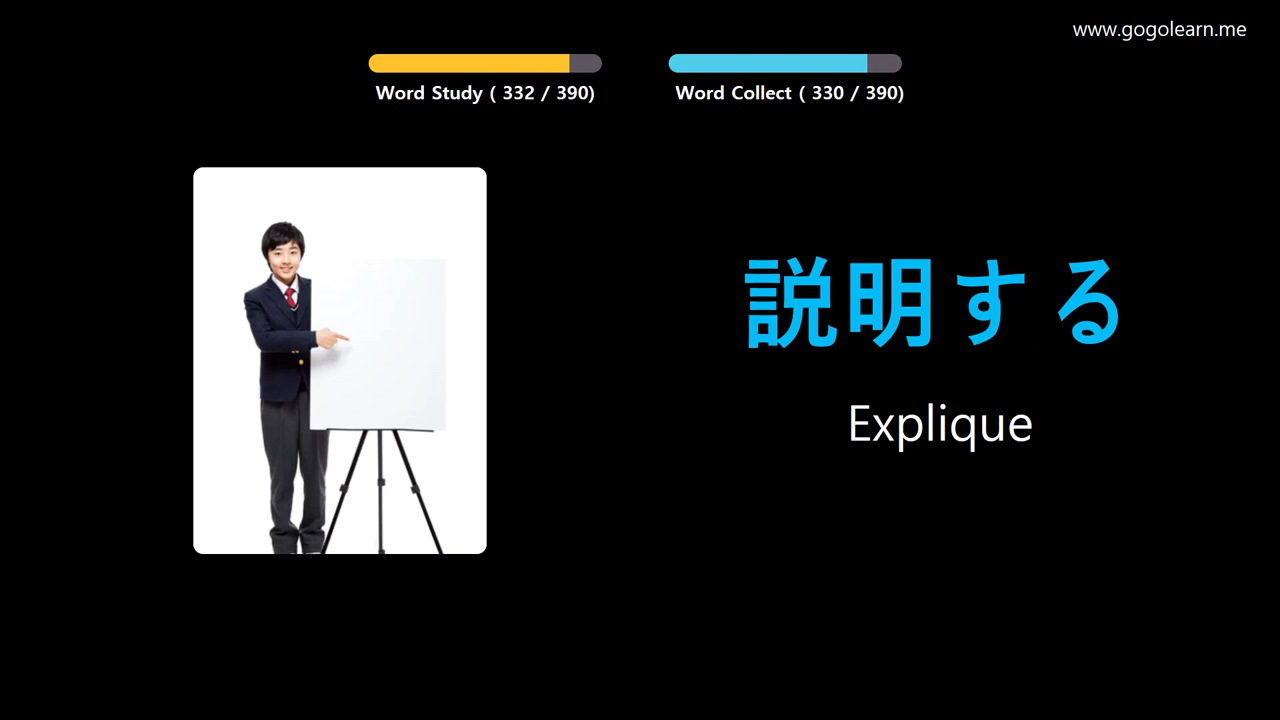 www.gogolearn.me
Word Study ( 332 / 390)
Word Collect ( 330 / 390)
説明する
Explique